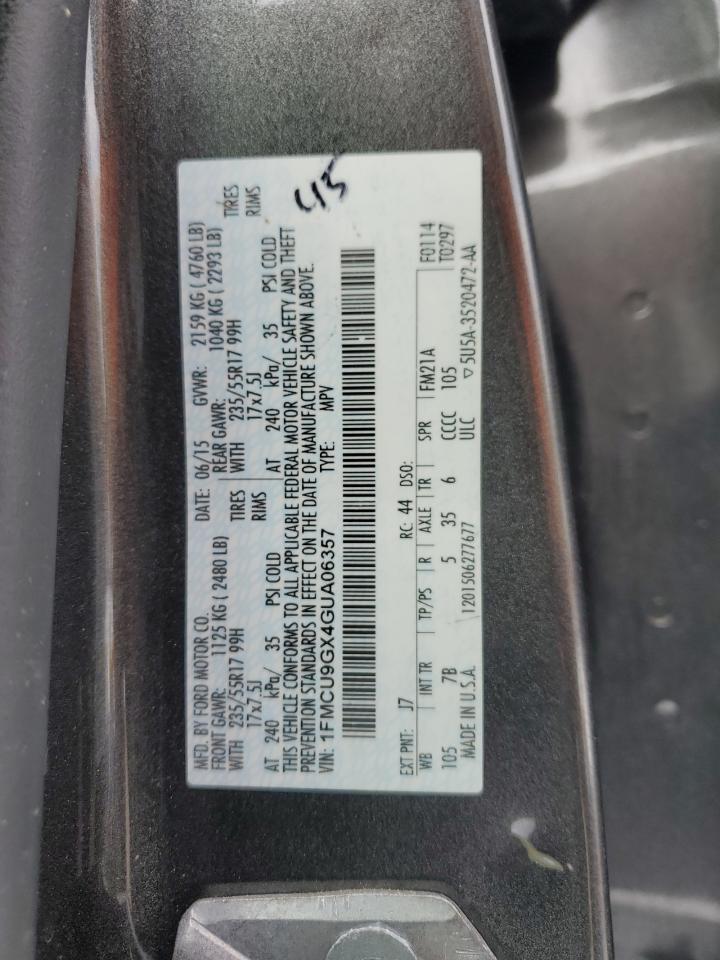 MFD. BY FORD MOTOR CO. DATE: 06/15 GVWR: 2159 KG ( 4760 LB)
FRONT GAWR: 1125 KG ( 2480 LB) REAR GAWR: 1040 KG ( 2293 LB)
WITH 235/55R17 99H TIRES WITH 235/55R17 99H TIRES
17x7.5J RIMS 17x7.5J RIMS
AT 240 kPa/ 35 PSI COLD AT 240 kPa/ 35 PSI COLD
THIS VEHICLE CONFORMS TO ALL APPLICABLE FEDERAL MOTOR VEHICLE SAFETY AND THEFT
PREVENTION STANDARDS IN EFFECT ON THE DATE OF MANUFACTURE SHOWN ABOVE.
VIN: 1FMCU9GX4GUA06357 TYPE: MPV
45
EXT PNT: J7 RC: 44 DSO: F0114
WB INT TR TP/PS R AXLE TR SPR FM21A T0297
105 7B 5 35 6 CCCC 105
MADE IN U.S.A. 1201506277677 ULC ▽5U5A-3520472-AA